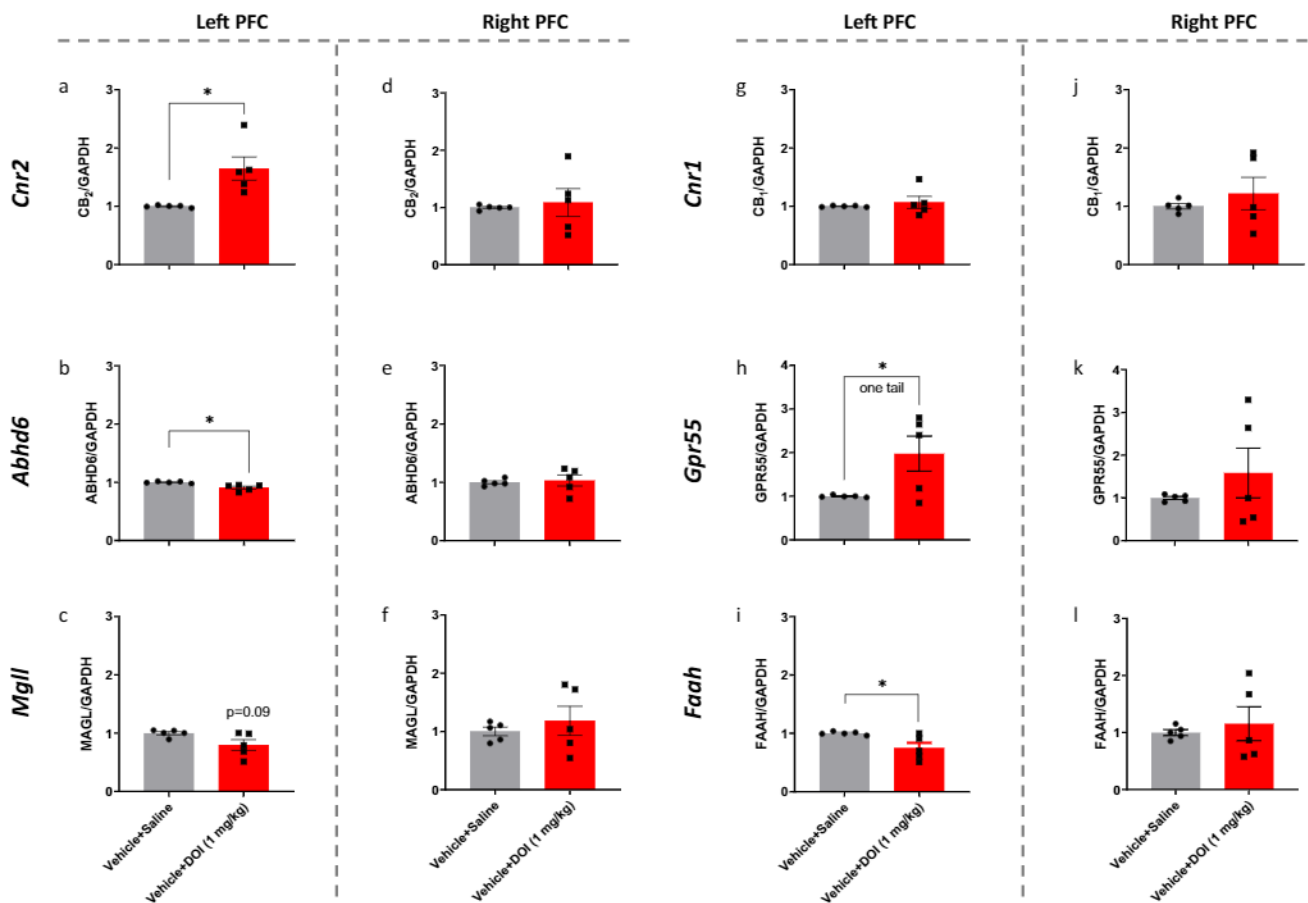 Left PFC
Right PFC
Left PFC
Right PFC
Cnr2
a
CB2/GAPDH
3
2
1
0
*
d
CB2/GAPDH
3
2
1
0
Cnr1
g
CB1/GAPDH
3
2
1
0
j
CB1/GAPDH
3
2
1
0
Abhd6
b
ABHD6/GAPDH
3
2
1
0
*
e
ABHD6/GAPDH
3
2
1
0
Gpr55
h
GPR55/GAPDH
4
3
2
1
0
*
one tail
k
GPR55/GAPDH
4
3
2
1
0
Mgll
c
MAGL/GAPDH
3
2
1
0
p=0.09
Vehicle+Saline
Vehicle+DOI (1 mg/kg)
f
MAGL/GAPDH
3
2
1
0
Vehicle+Saline
Vehicle+DOI (1 mg/kg)
Faah
i
FAAH/GAPDH
3
2
1
0
*
Vehicle+Saline
Vehicle+DOI (1 mg/kg)
l
FAAH/GAPDH
3
2
1
0
Vehicle+Saline
Vehicle+DOI (1 mg/kg)